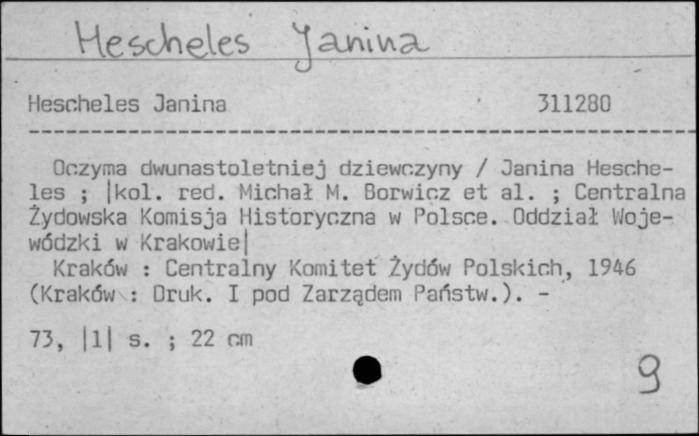 Hescheles Janina
Hescheles Janina 311280
Oczyma dwunastoletniej dziewczyny / Janina Hesche-
les ; |kol. red. Michał M. Borwicz et al. ; Centralna
Żydowska Komisja Historyczna w Polsce. Oddział Woje-
wódzki w Krakowie|
Kraków : Centralny Komitet Żydów Polskich, 1946
(Kraków : Druk. I pod Zarządem Państw.). -
73, |1| s. ; 22 cm
9